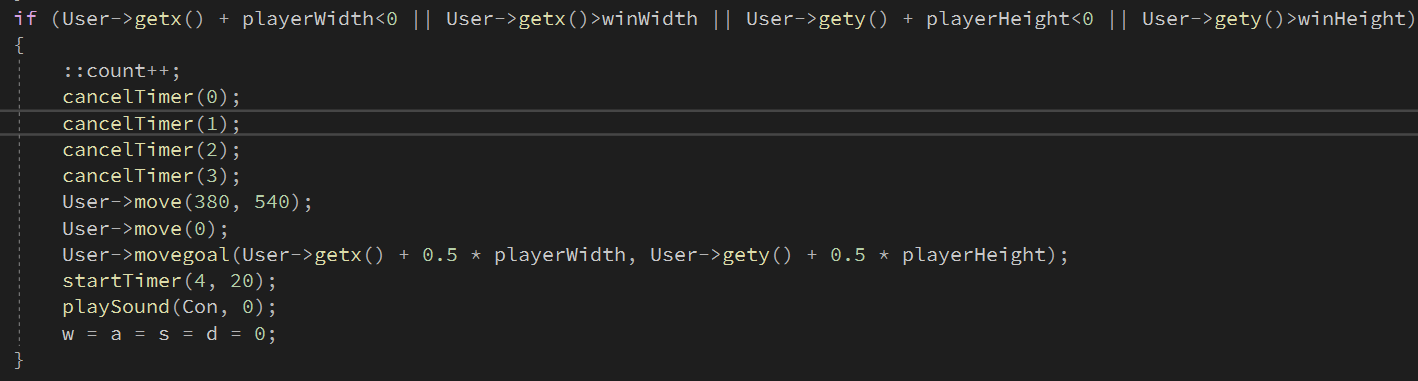 if (User->getx() + playerWidth<0 || User->getx()>winWidth || User->gety() + playerHeight<0 || User->gety()>winHeight)
{
::count++;
cancelTimer(0);
cancelTimer(1);
cancelTimer(2);
cancelTimer(3);
User->move(380, 540);
User->move(0);
User->movegoal(User->getx() + 0.5 * playerWidth, User->gety() + 0.5 * playerHeight);
startTimer(4, 20);
playSound(Con, 0);
w = a = s = d = 0;
}